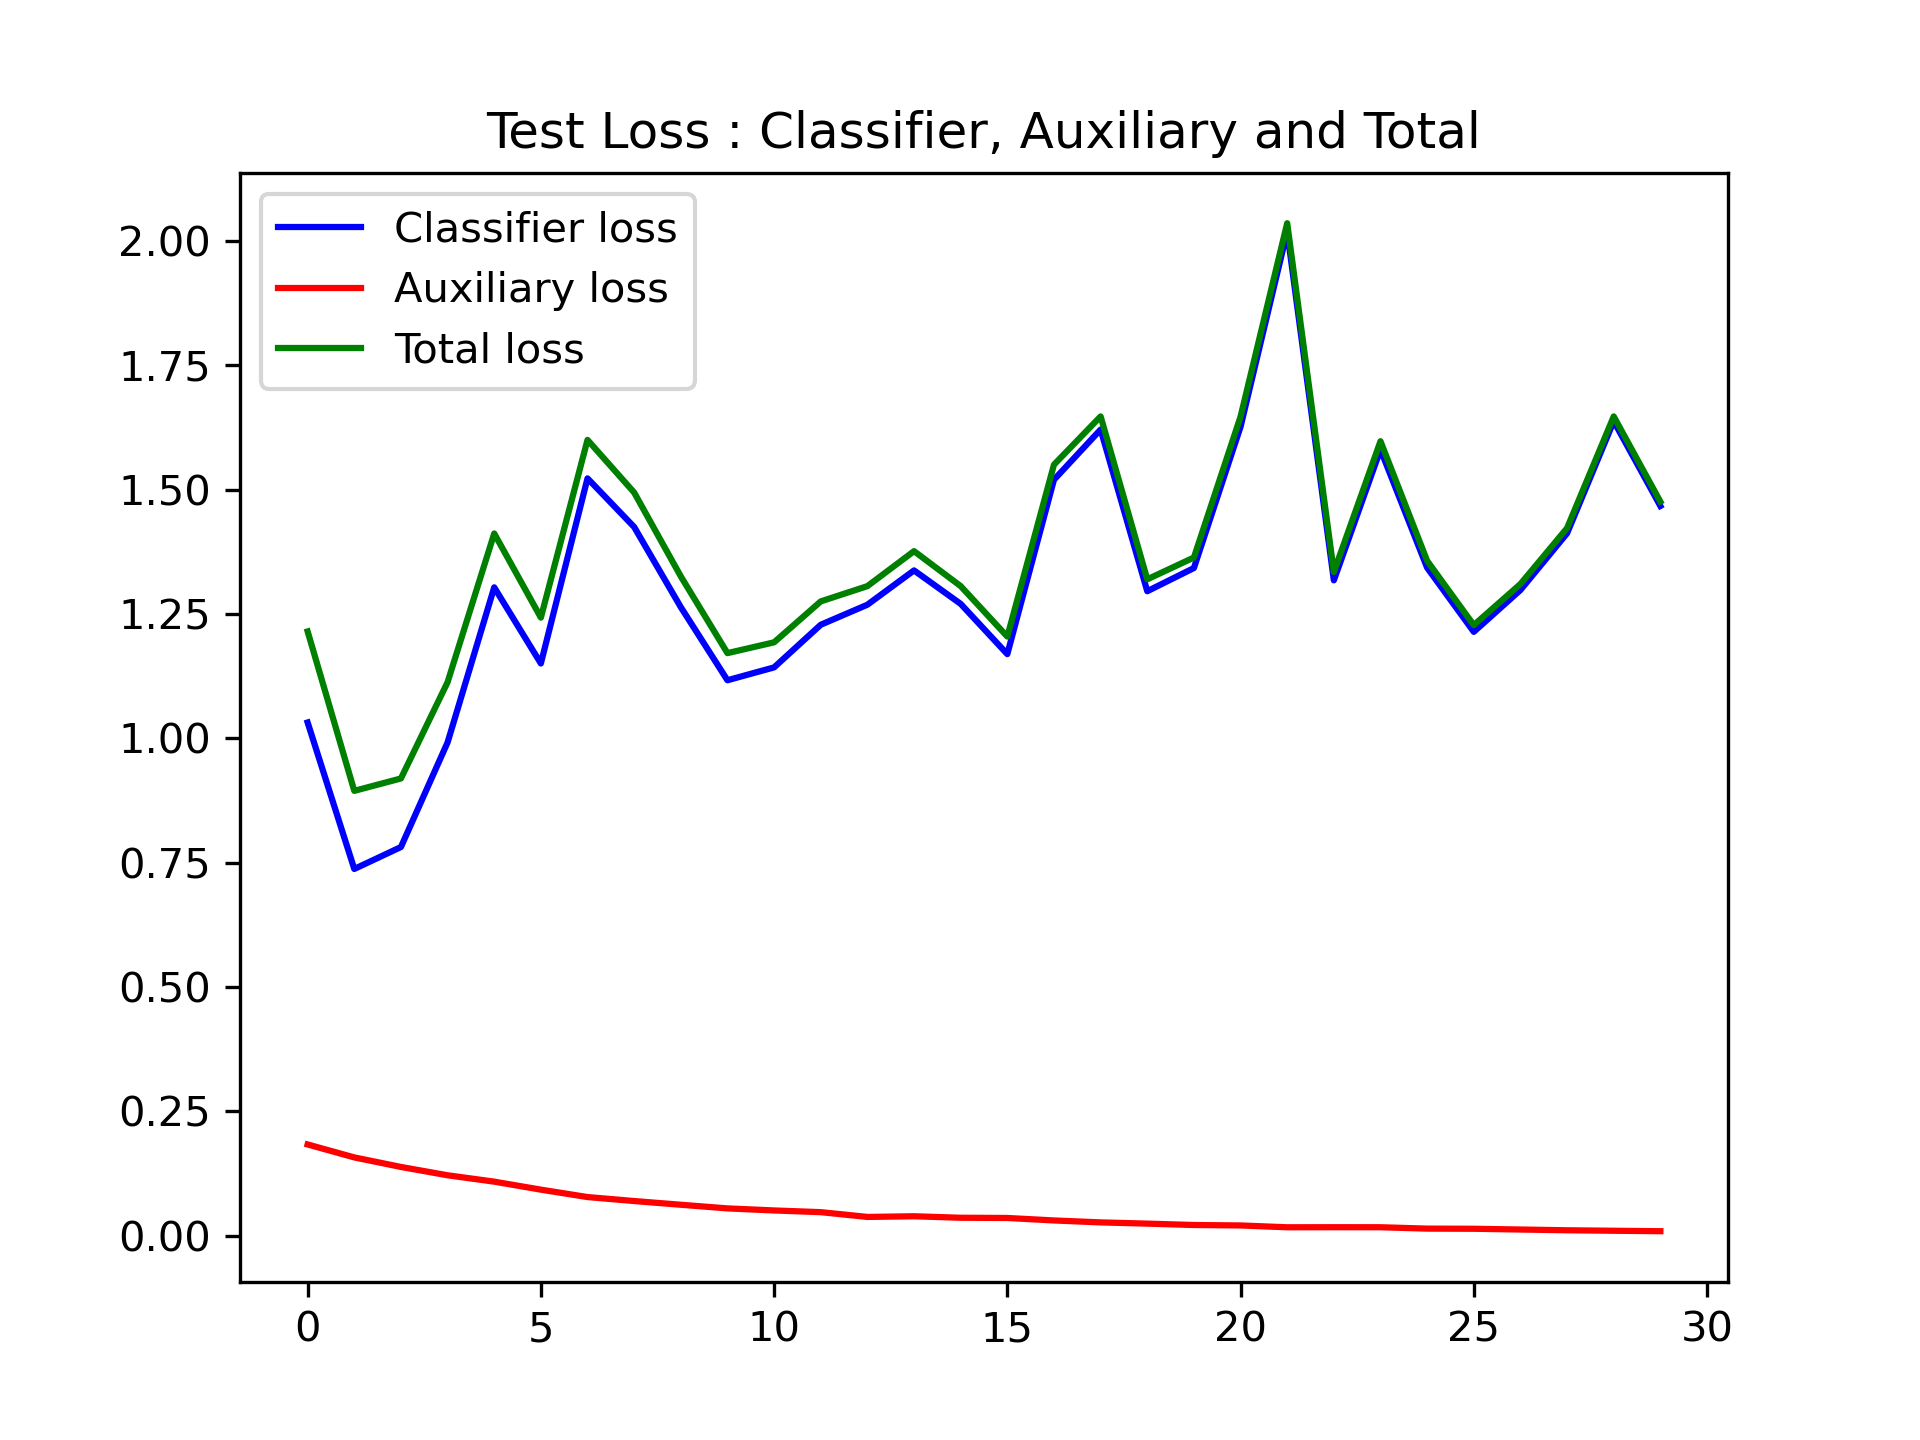 Test Loss : Classifier, Auxiliary and Total
Classifier loss
Auxiliary loss
Total loss
2.00
1.75
1.50
1.25
1.00
0.75
0.50
0.25
0.00
0 5 10 15 20 25 30